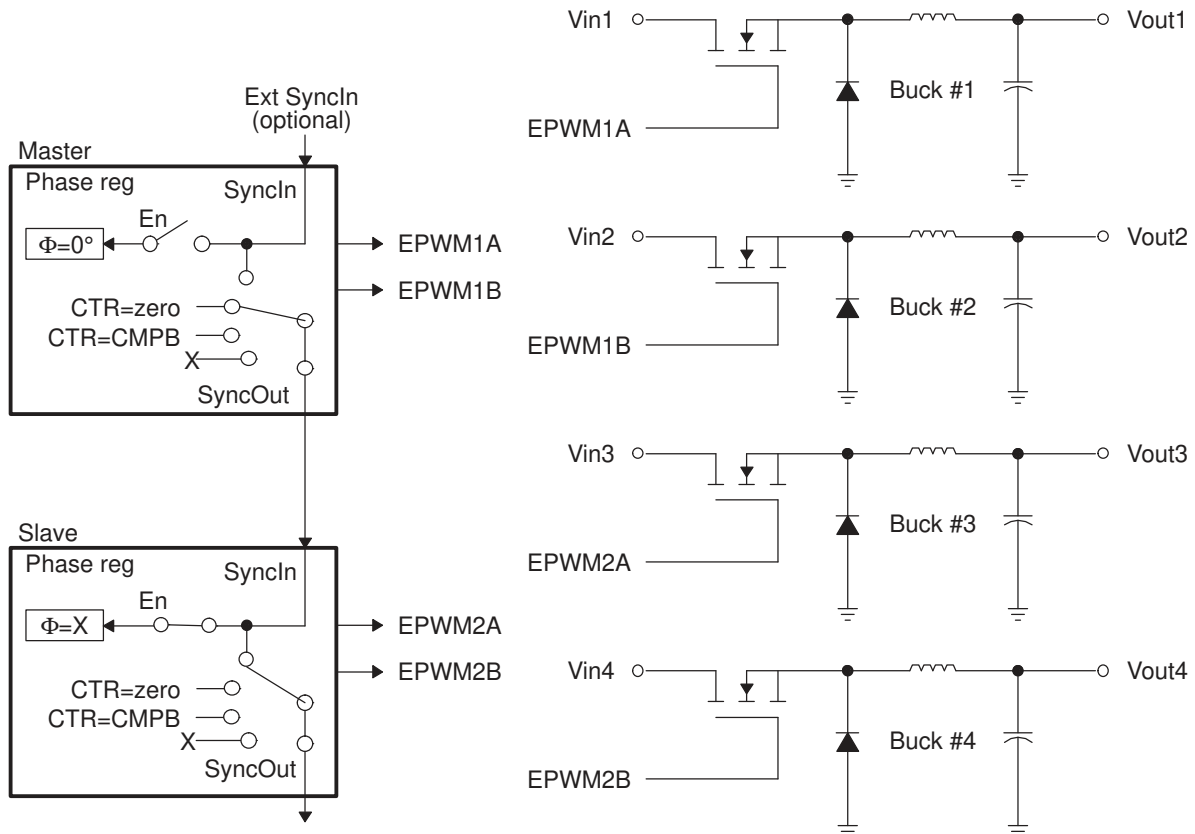 Ext SyncIn
(optional)
Master
Phase reg
SyncIn
En
Φ=0°
EPWM1A
EPWM1B
CTR=zero
CTR=CMPB
X
SyncOut
Slave
Phase reg
SyncIn
En
Φ=X
EPWM2A
EPWM2B
CTR=zero
CTR=CMPB
X
SyncOut
Vin1
Vout1
Buck #1
EPWM1A
Vin2
Vout2
Buck #2
EPWM1B
Vin3
Vout3
Buck #3
EPWM2A
Vin4
Vout4
Buck #4
EPWM2B